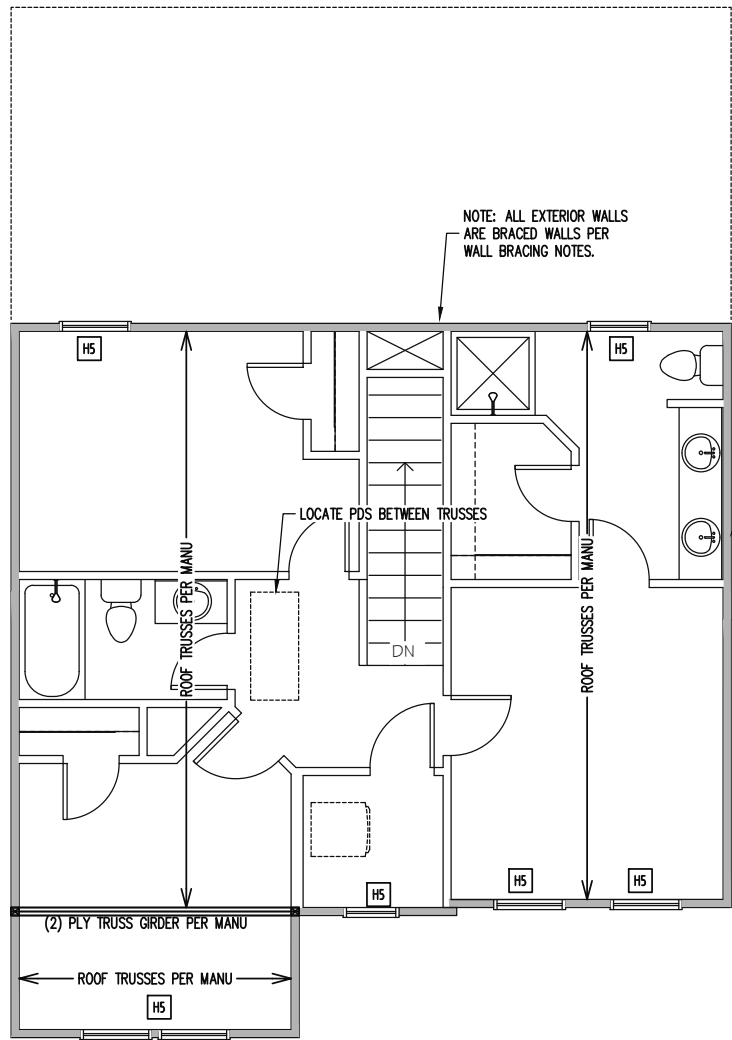 NOTE: ALL EXTERIOR WALLS
ARE BRACED WALLS PER
WALL BRACING NOTES.
H5
H5
LOCATE PDS BETWEEN TRUSSES
ROOF TRUSSES PER MANU
ROOF TRUSSES PER MANU
DN
H5
H5
H5
(2) PLY TRUSS GIRDER PER MANU
ROOF TRUSSES PER MANU
H5